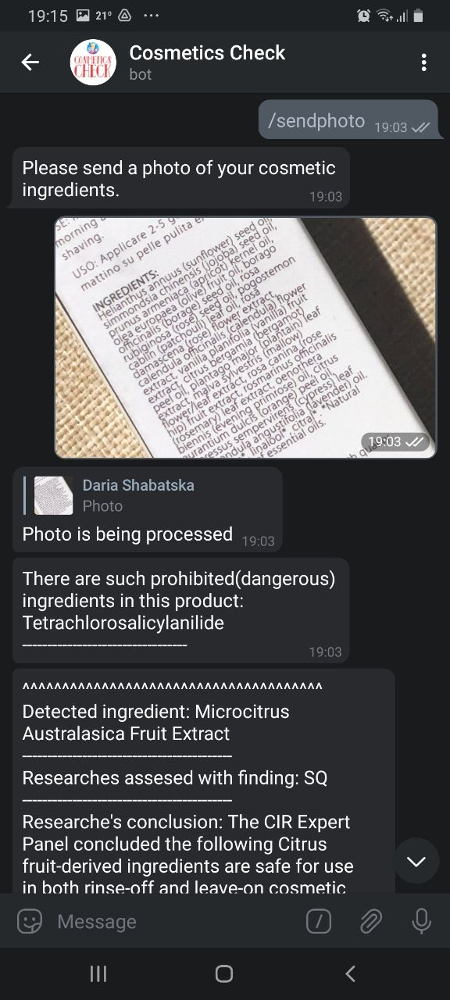 19:15 21°
Cosmetics Check
COSMETICS
CHECK
bot
/sendphoto 19:03
Please send a photo of your cosmetic
ingredients. 19:03
SE:
morning
shaving.
USO: Applicare 2-5 g
mattino su pelle pulita e
INGREDIENTS:
Helianthus annuus (sunflower) seed oil,
simmondsia chinensis (jojoba) seed oil,
prunus armeniaca (apricot) kernel oil,
olea europaea (olive) fruit oil, borago
officinalis (borage) seed oil, rosa
rubiginosa (rose) seed oil, pogostemon
cablin (patchouli) leaf oil, rosa
damascena (rose) flower extract,
calendula officinalis (calendula) flower
extract, vanilla planifolia (vanilla) fruit
extract, citrus bergamia (bergamot)
peel oil, plantago major (plantain) leaf
extract, malva sylvestris (mallow)
flower/leaf extract, rosa canina (rose
hip) fruit extract, rosmarinus officinalis
(rosemary) leaf extract, oenothera
biennis (evening primrose) oil, citrus
aurantium dulcis (orange) peel oil,
ressus sempervirens (cypress) leaf
andula angustifolia (lavender) oil.
linalool*, citral*. *Natural
f essential oils.
19:03
Daria Shabatska
Photo
Photo is being processed 19:03
There are such prohibited(dangerous)
ingredients in this product:
Tetrachlorosalicylanilide
---------------------------------- 19:03
^^^^^^^^^^^^^^^^^^^^^^^^^^^^^^^^^^^^^^
Detected ingredient: Microcitrus
Australasica Fruit Extract
-------------------------------------------
Researches assesed with finding: SQ
-------------------------------------------
Researche's conclusion: The CIR Expert
Panel concluded the following Citrus
fruit-derived ingredients are safe for use
in both rinse-off and leave-on cosmetic
Message